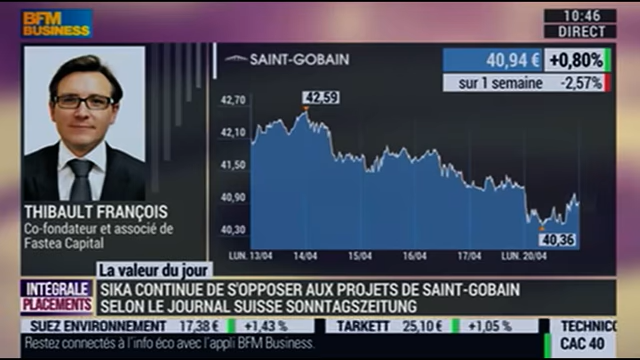 BFM
BUSINESS
10:46
DIRECT
SAINT-GOBAIN
40,94 €
+0,80%
sur 1 semaine
-2,57%
42,70
42,10
41,50
40,90
40,30
42,59
40,36
LUN. 13/04
14/04
15/04
16/04
17/04
LUN. 20/04
THIBAULT FRANÇOIS
Co-fondateur et associé de
Fastea Capital
La valeur du jour
INTÉGRALE
PLACEMENTS
SIKA CONTINUE DE S'OPPOSER AUX PROJETS DE SAINT-GOBAIN
SELON LE JOURNAL SUISSE SONNTAGSZEITUNG
SUEZ ENVIRONNEMENT 17,38 € +1,43 % TARKETT 25,10 € +1,05 % TECHNICO
Restez connectés à l'info éco avec l'appli BFM Business.
CAC 40